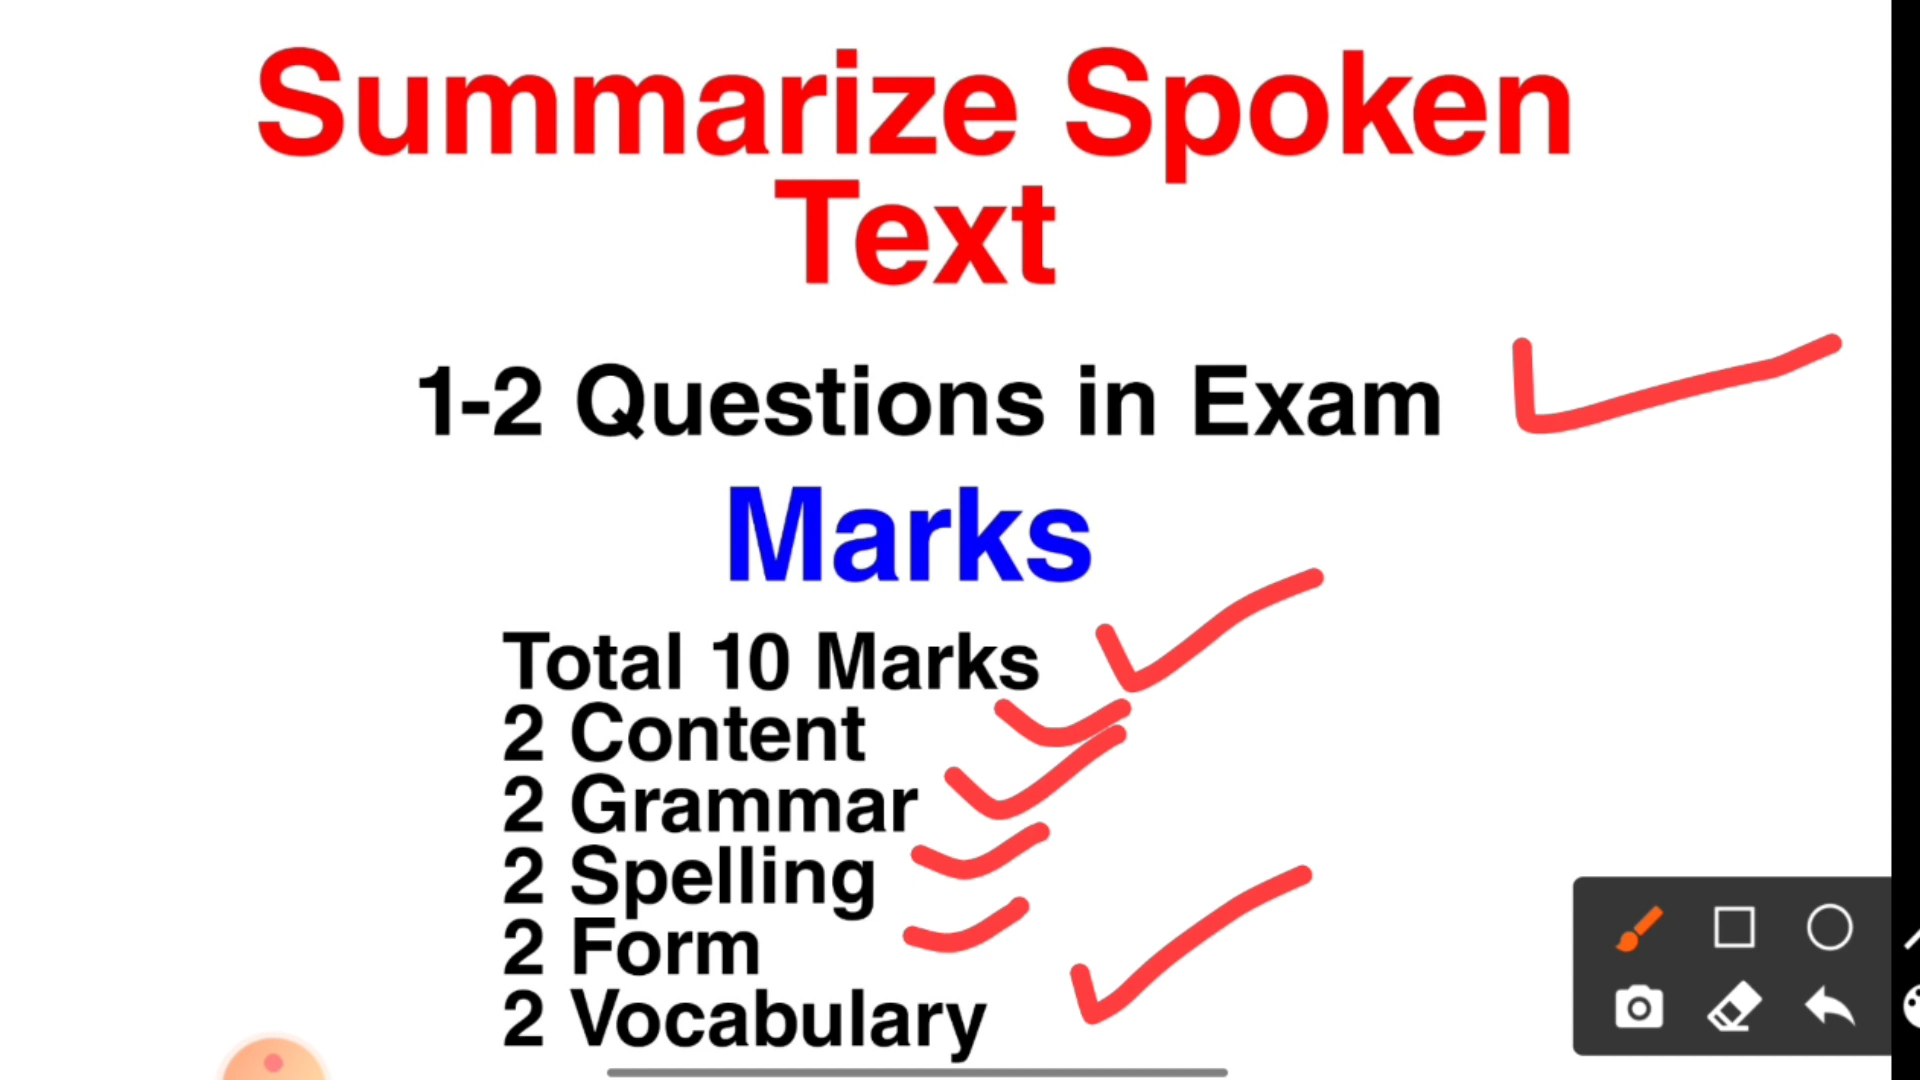 Summarize Spoken
Text
1-2 Questions in Exam
Marks
Total 10 Marks
2 Content
2 Grammar
2 Spelling
2 Form
2 Vocabulary